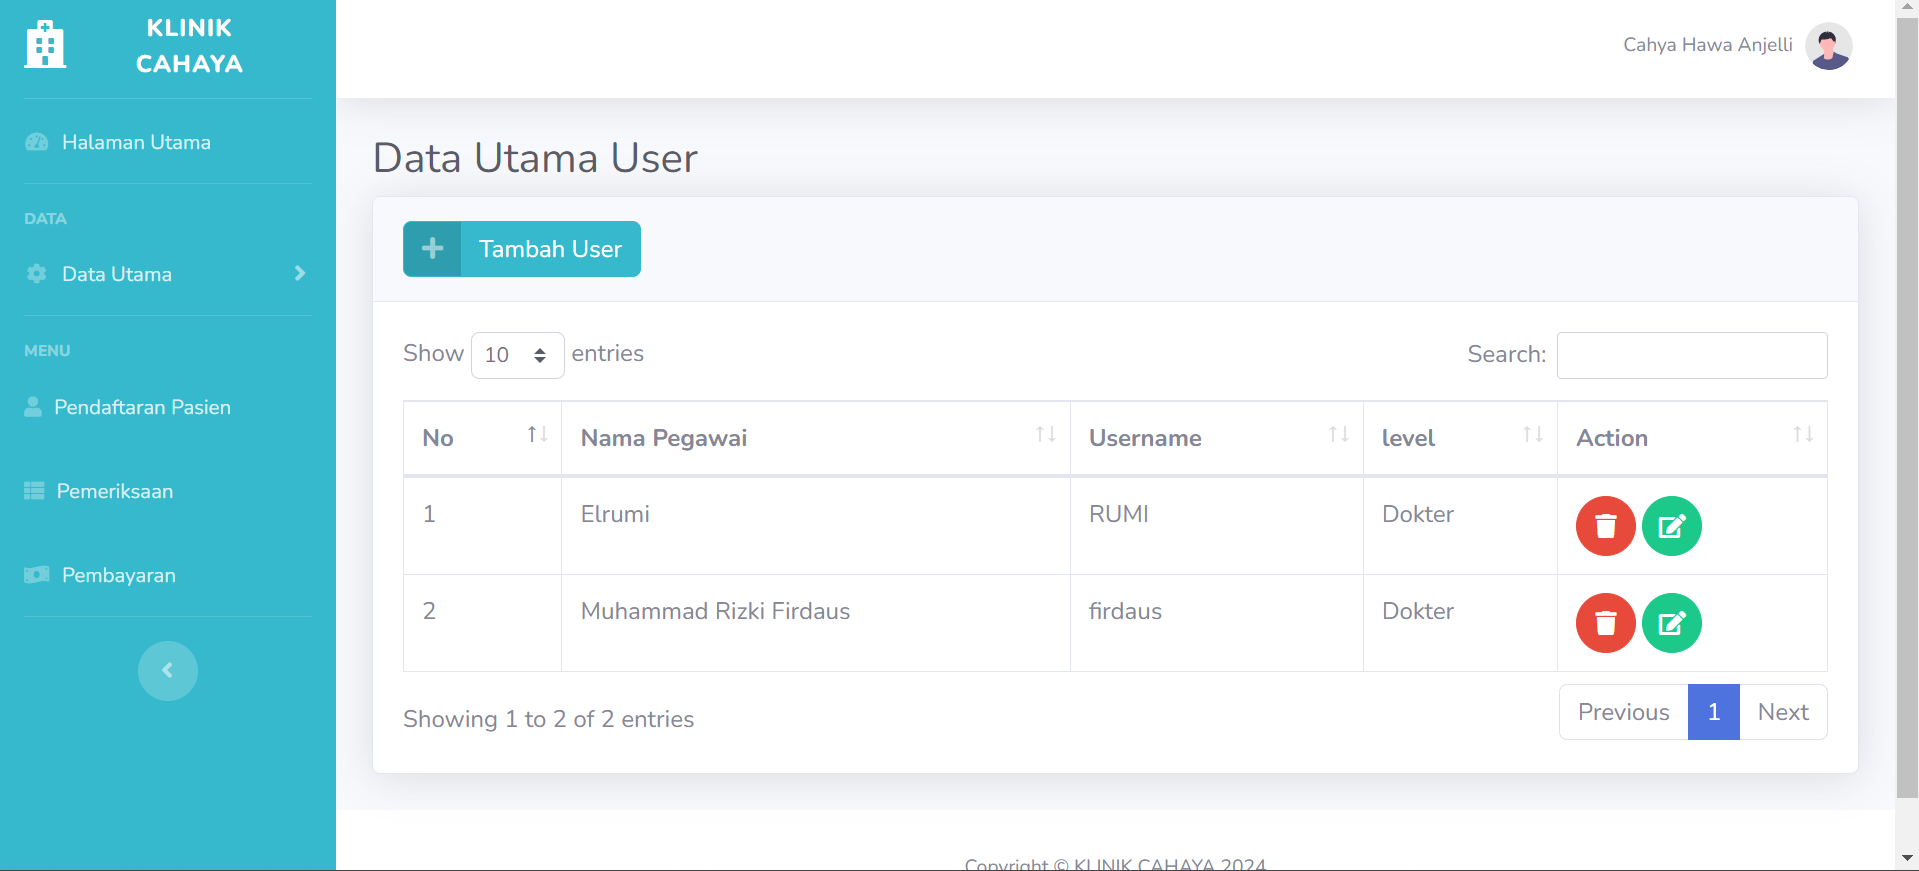 KLINIK
CAHAYA
Cahya Hawa Anjelli
Halaman Utama
DATA
Data Utama
MENU
Pendaftaran Pasien
Pemeriksaan
Pembayaran
Data Utama User
Tambah User
Show 10 entries
Search:
No Nama Pegawai Username level Action
1 Elrumi RUMI Dokter
2 Muhammad Rizki Firdaus firdaus Dokter
Showing 1 to 2 of 2 entries
Previous 1 Next
Copyright © KLINIK CAHAYA 2024